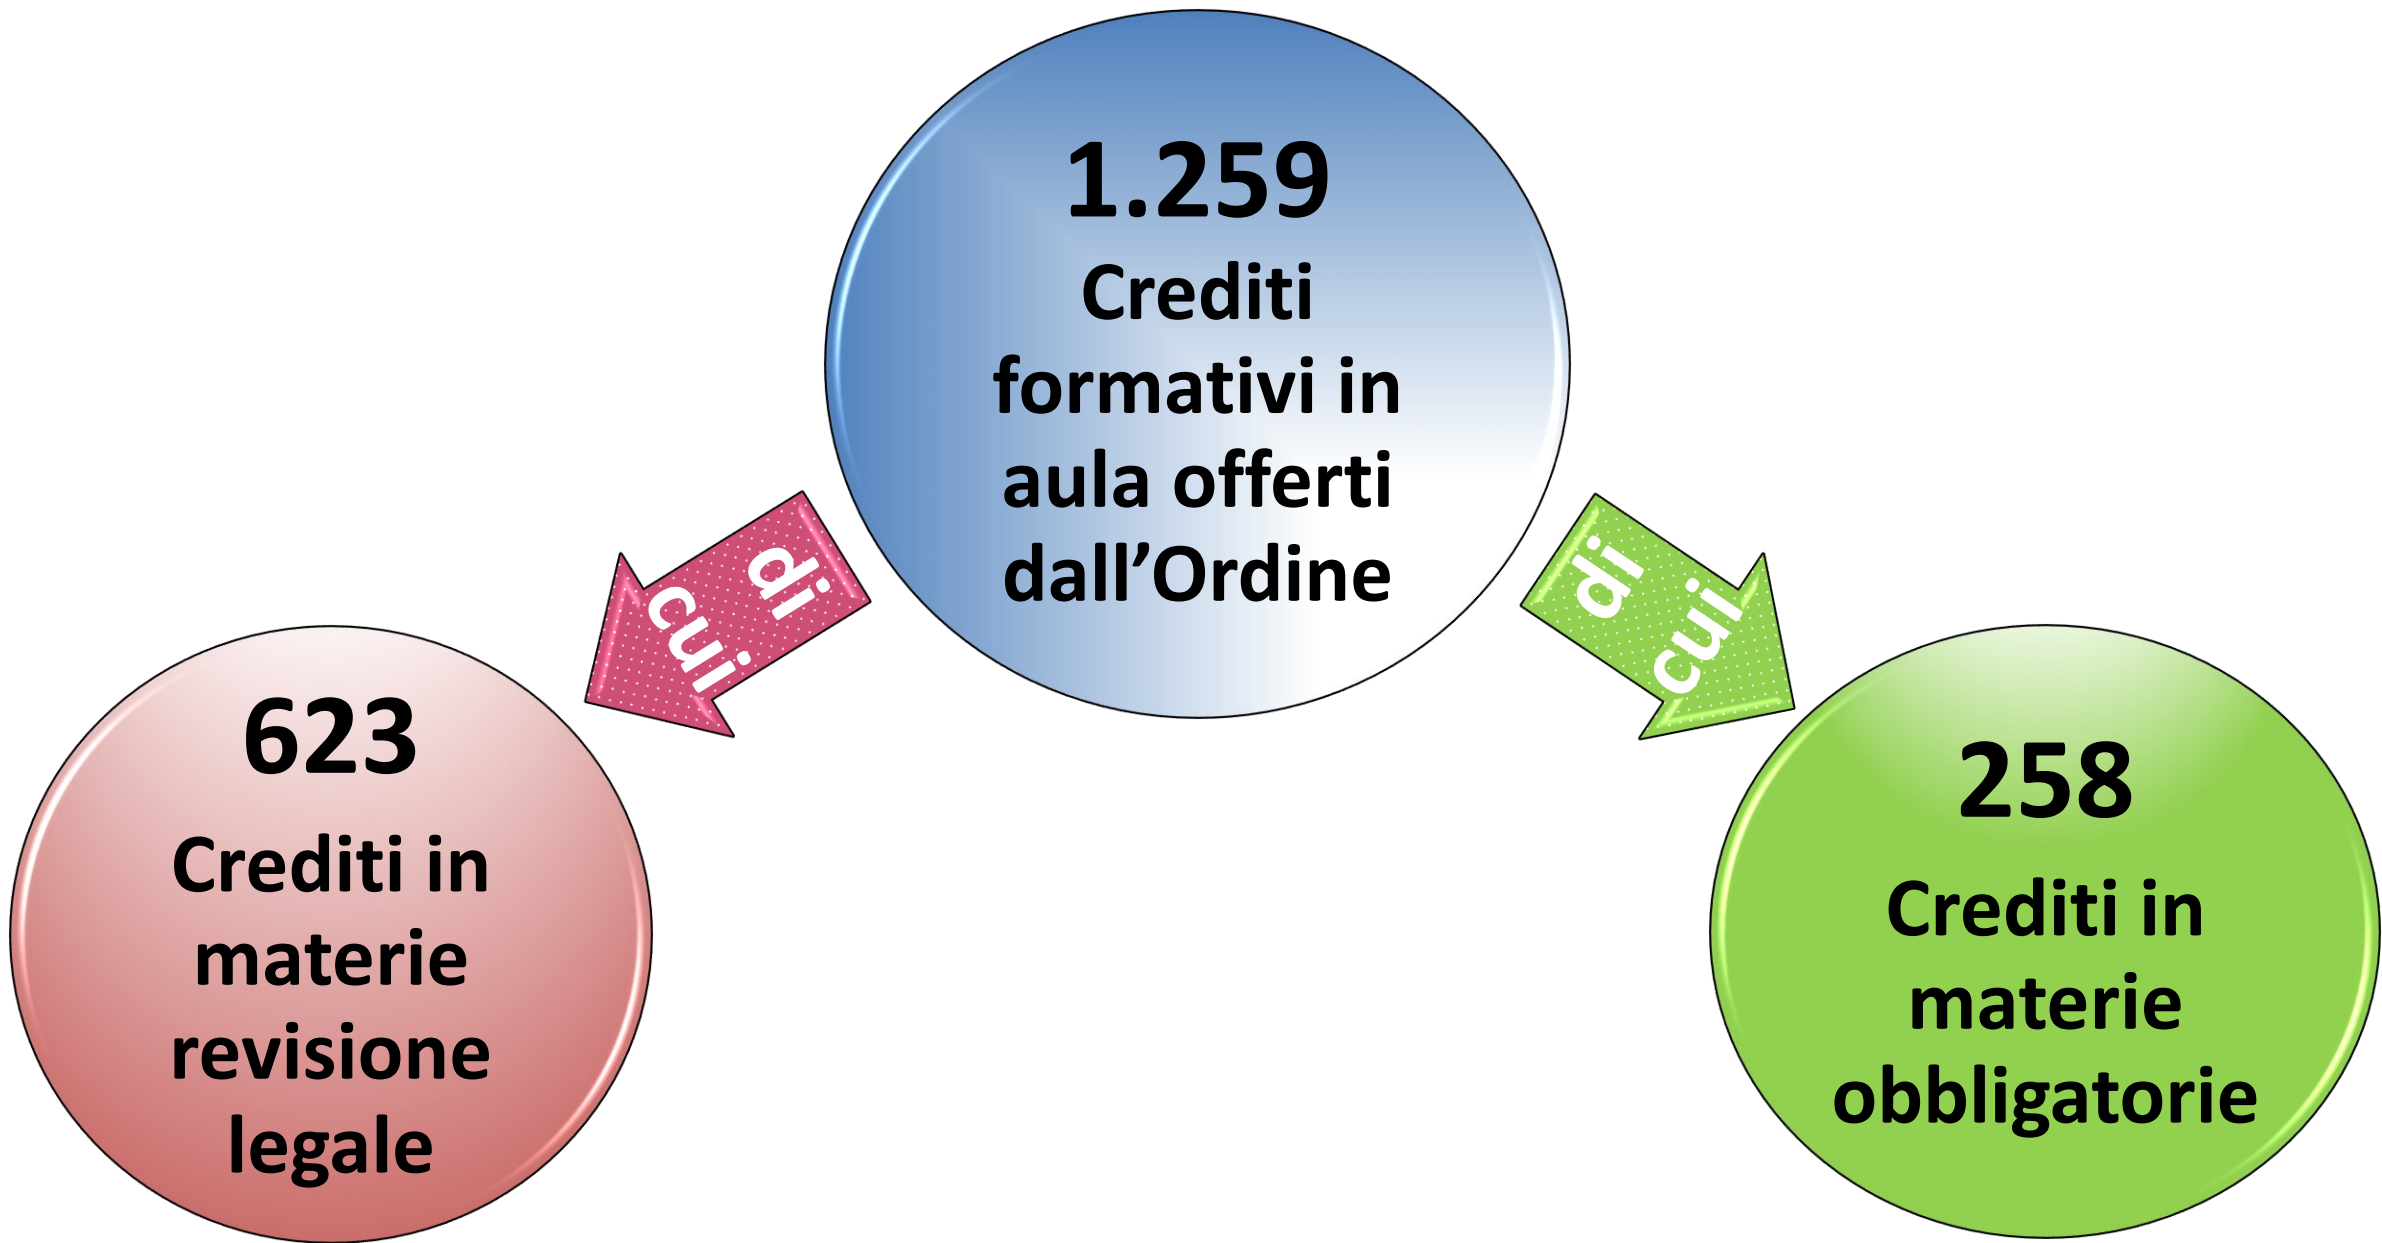 1.259
Crediti
formativi in
aula offerti
dall’Ordine
di
cui
di
cui
623
Crediti in
materie
revisione
legale
258
Crediti in
materie
obbligatorie